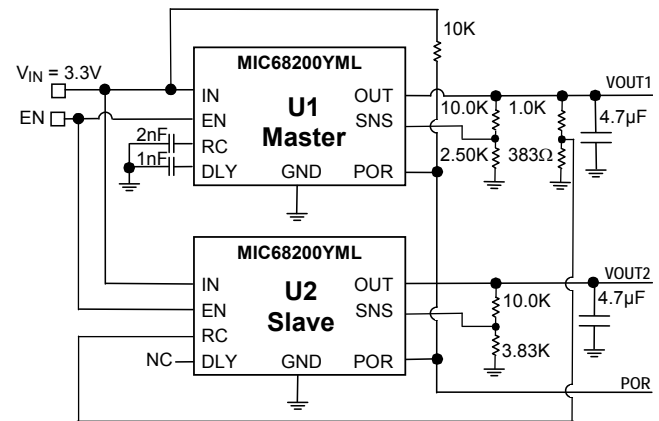 10K
MIC68200YML
VIN = 3.3V
VOUT1
IN
OUT
10.0K
1.0K
EN
U1
EN
SNS
4.7µF
2nF
Master
RC
1nF
2.50K
383Ω
DLY
GND
POR
MIC68200YML
VOUT2
IN
OUT
U2
10.0K
4.7µF
EN
SNS
Slave
RC
3.83K
NC
DLY
GND
POR
POR